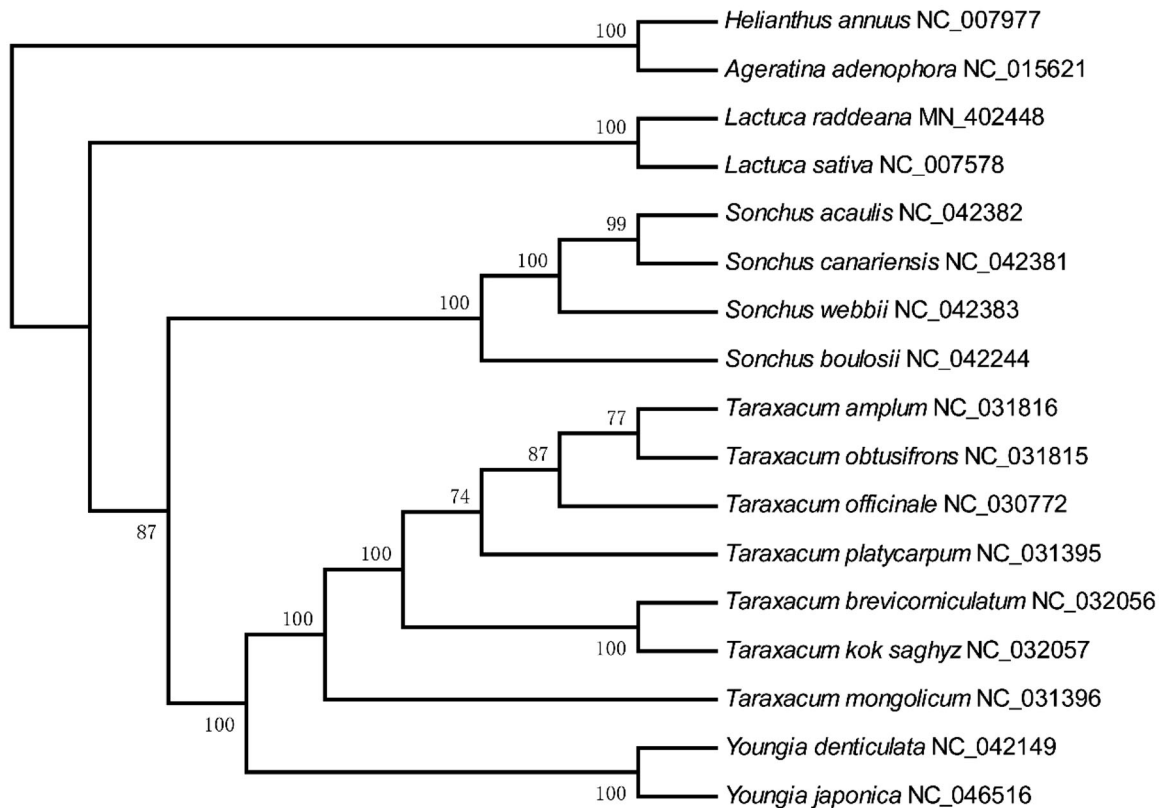 100
Helianthus annuus NC_007977
Ageratina adenophora NC_015621
100
Lactuca raddeana MN_402448
Lactuca sativa NC_007578
99
Sonchus acaulis NC_042382
100
Sonchus canariensis NC_042381
100
Sonchus webbii NC_042383
Sonchus boulosii NC_042244
77
Taraxacum amplum NC_031816
87
Taraxacum obtusifrons NC_031815
74
Taraxacum officinale NC_030772
87
100
Taraxacum platycarpum NC_031395
100
Taraxacum brevicorniculatum NC_032056
100
Taraxacum kok saghyz NC_032057
Taraxacum mongolicum NC_031396
100
Youngia denticulata NC_042149
100
Youngia japonica NC_046516